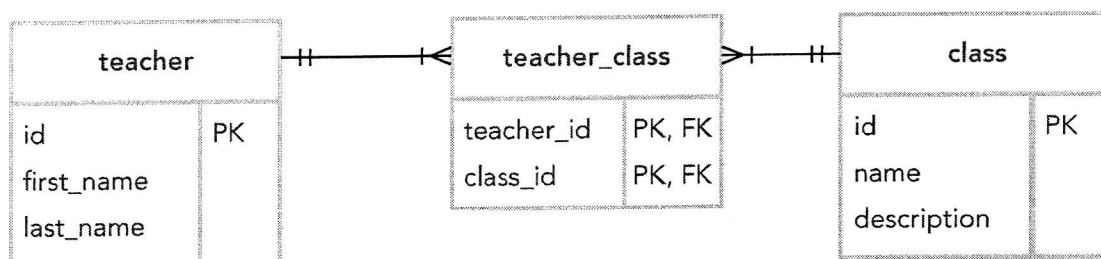 teacher
id PK
first_name
last_name
teacher_class
teacher_id PK, FK
class_id PK, FK
class
id PK
name
description